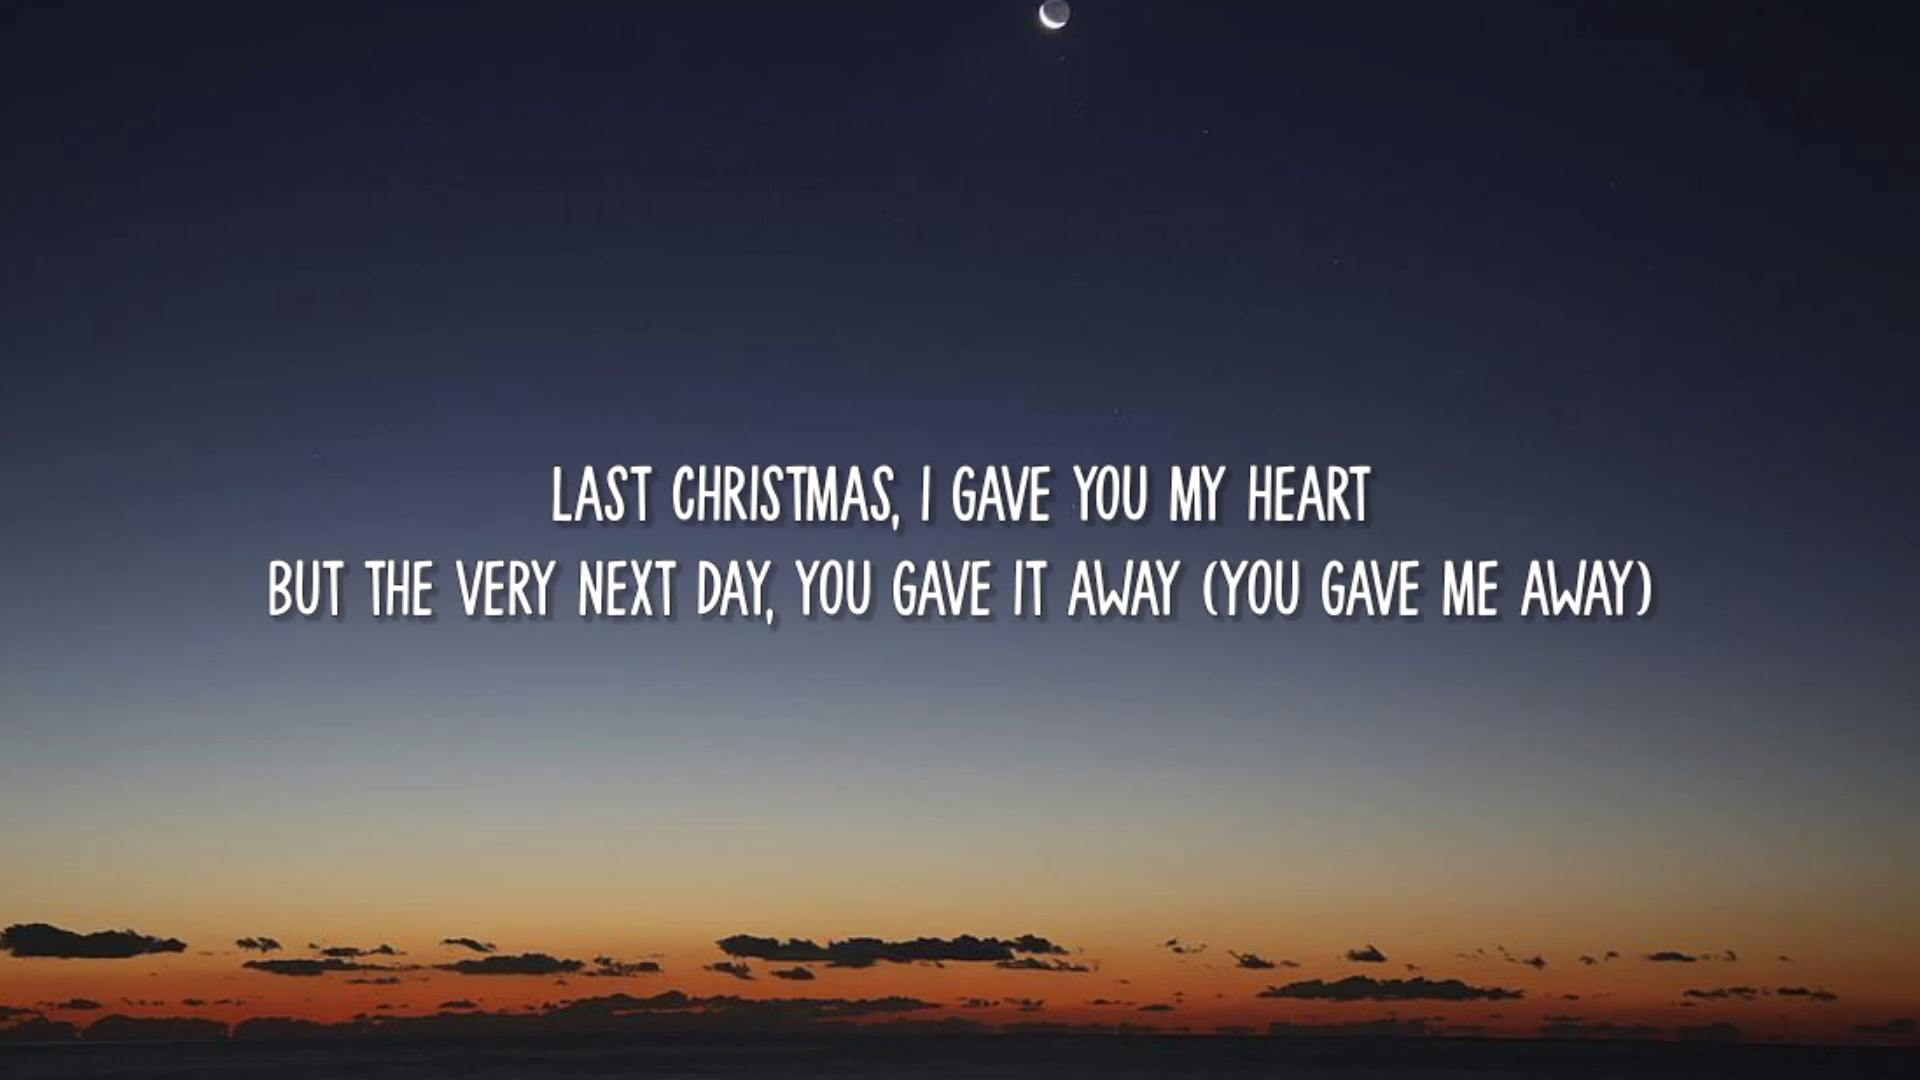 LAST CHRISTMAS, I GAVE YOU MY HEART
BUT THE VERY NEXT DAY, YOU GAVE IT AWAY (YOU GAVE ME AWAY)